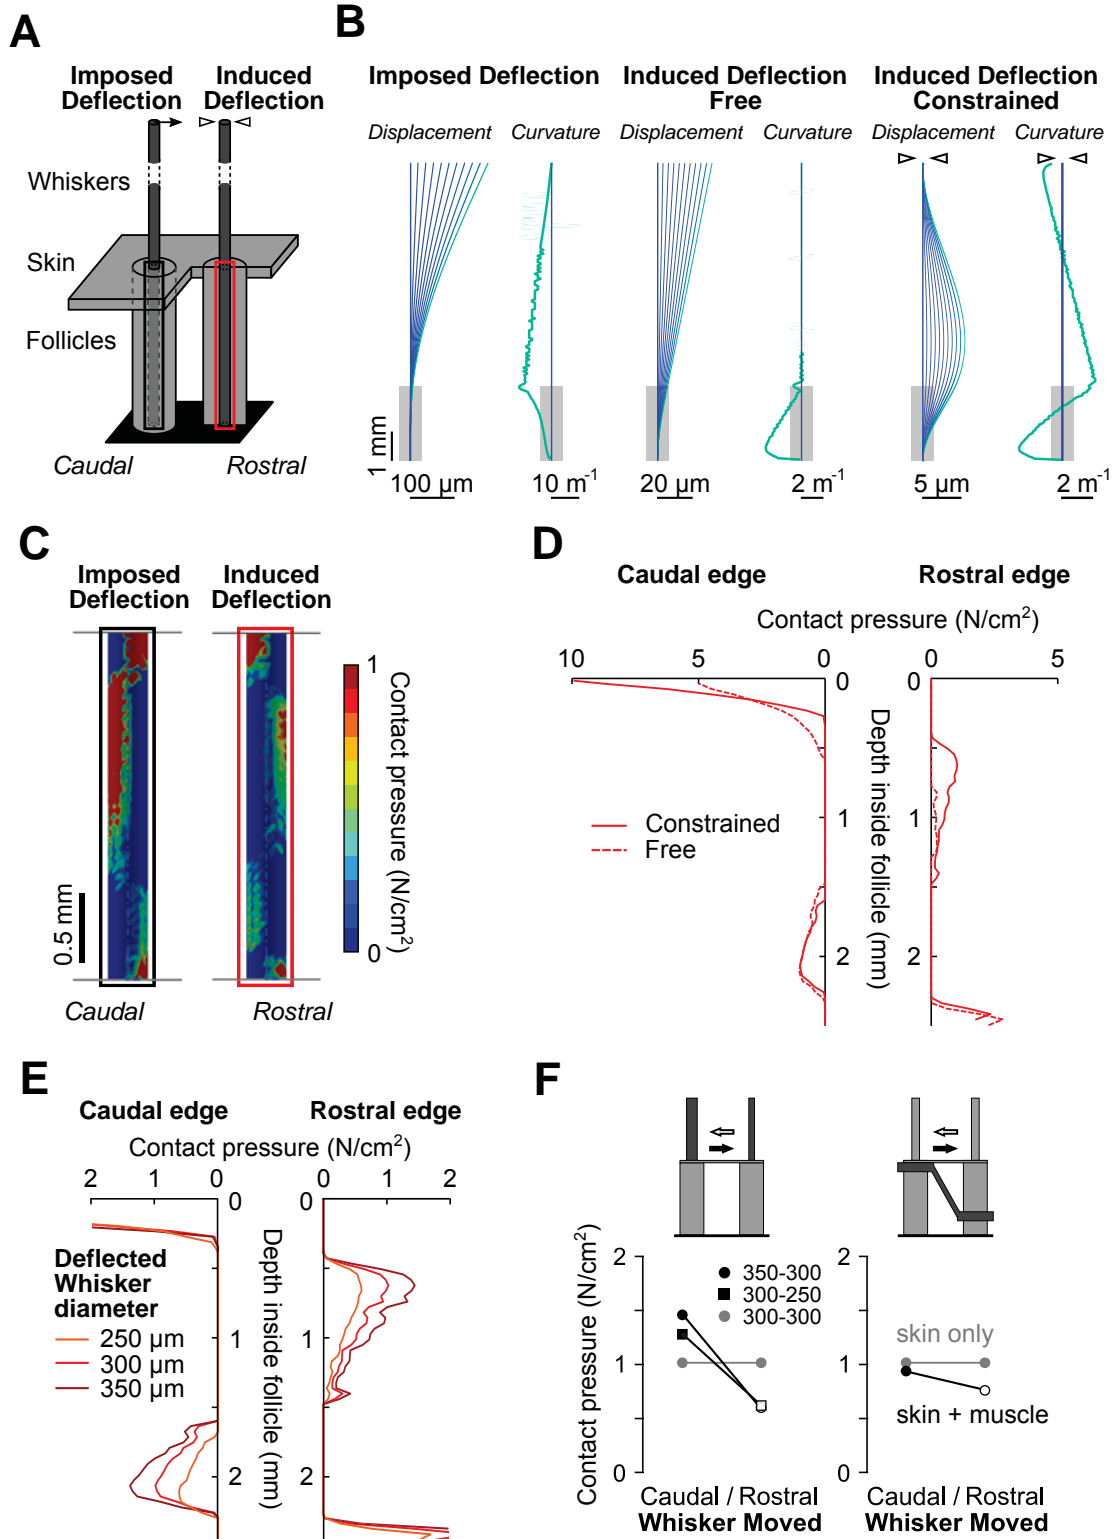 A
Imposed Deflection
Induced Deflection
Whiskers
Skin
Follicles
Caudal
Rostral
B
Imposed Deflection
Induced Deflection Free
Induced Deflection Constrained
Displacement
Curvature
Displacement
Curvature
Displacement
Curvature
1 mm
100 µm
10 m-1
20 µm
2 m-1
5 µm
2 m-1
C
Imposed Deflection
Induced Deflection
1
0
Contact pressure (N/cm2)
0.5 mm
Caudal
Rostral
D
Caudal edge
Rostral edge
Contact pressure (N/cm2)
10
5
0
0
5
0
0
1
1
2
2
Depth inside follicle (mm)
Constrained
Free
E
Caudal edge
Rostral edge
Contact pressure (N/cm2)
2
1
0
0
1
2
0
0
1
1
2
2
Depth inside follicle (mm)
Deflected
Whisker
diameter
250 µm
300 µm
350 µm
F
Contact pressure (N/cm2)
2
1
0
350-300
300-250
300-300
Caudal / Rostral
Whisker Moved
2
1
0
skin only
skin + muscle
Caudal / Rostral
Whisker Moved